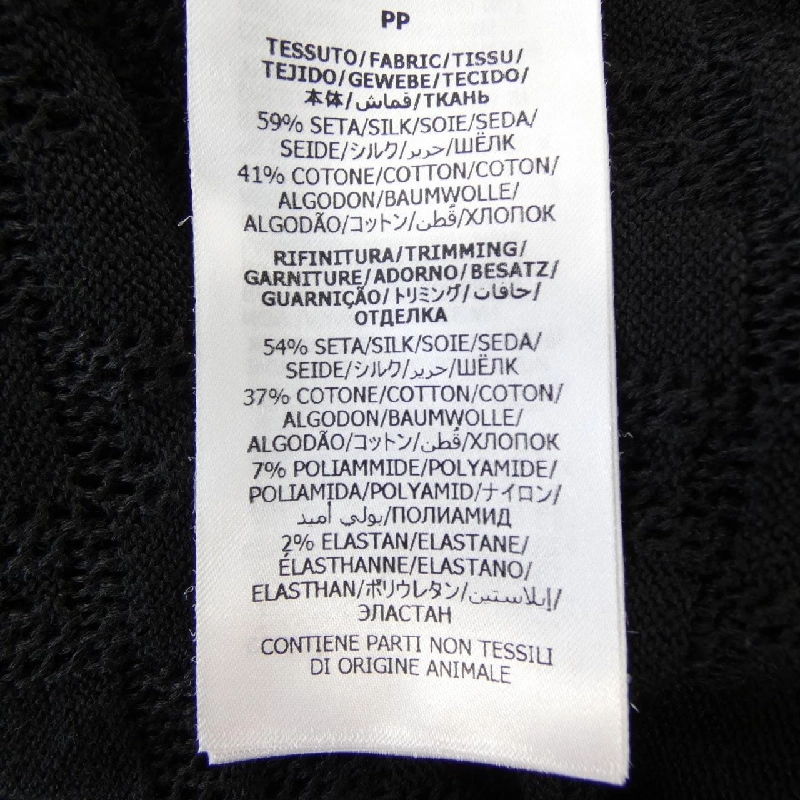 PP
TESSUTO/FABRIC/TISSU/
TEJIDO/GEWEBE/TECIDO/
本体/قماش/ТКАНЬ
59% SETA/SILK/SOIE/SEDA/
SEIDE/シルク/حرير/ШЁЛК
41% COTONE/COTTON/COTON/
ALGODON/BAUMWOLLE/
ALGODÃO/コットン/قطن/ХЛОПОК
RIFINITURA/TRIMMING/
GARNITURE/ADORNO/BESATZ/
GUARNIÇÃO/トリミング/حافات/
ОТДЕЛКА
54% SETA/SILK/SOIE/SEDA/
SEIDE/シルク/حرير/ШЁЛК
37% COTONE/COTTON/COTON/
ALGODON/BAUMWOLLE/
ALGODÃO/コットン/قطن/ХЛОПОК
7% POLIAMMIDE/POLYAMIDE/
POLIAMIDA/POLYAMID/ナイロン/
بولي أميد/ПОЛИАМИД
2% ELASTAN/ELASTANE/
ÉLASTHANNE/ELASTANO/
ELASTHAN/ポリウレタン/إيلاستين/
ЭЛАСТАН
CONTIENE PARTI NON TESSILI
DI ORIGINE ANIMALE